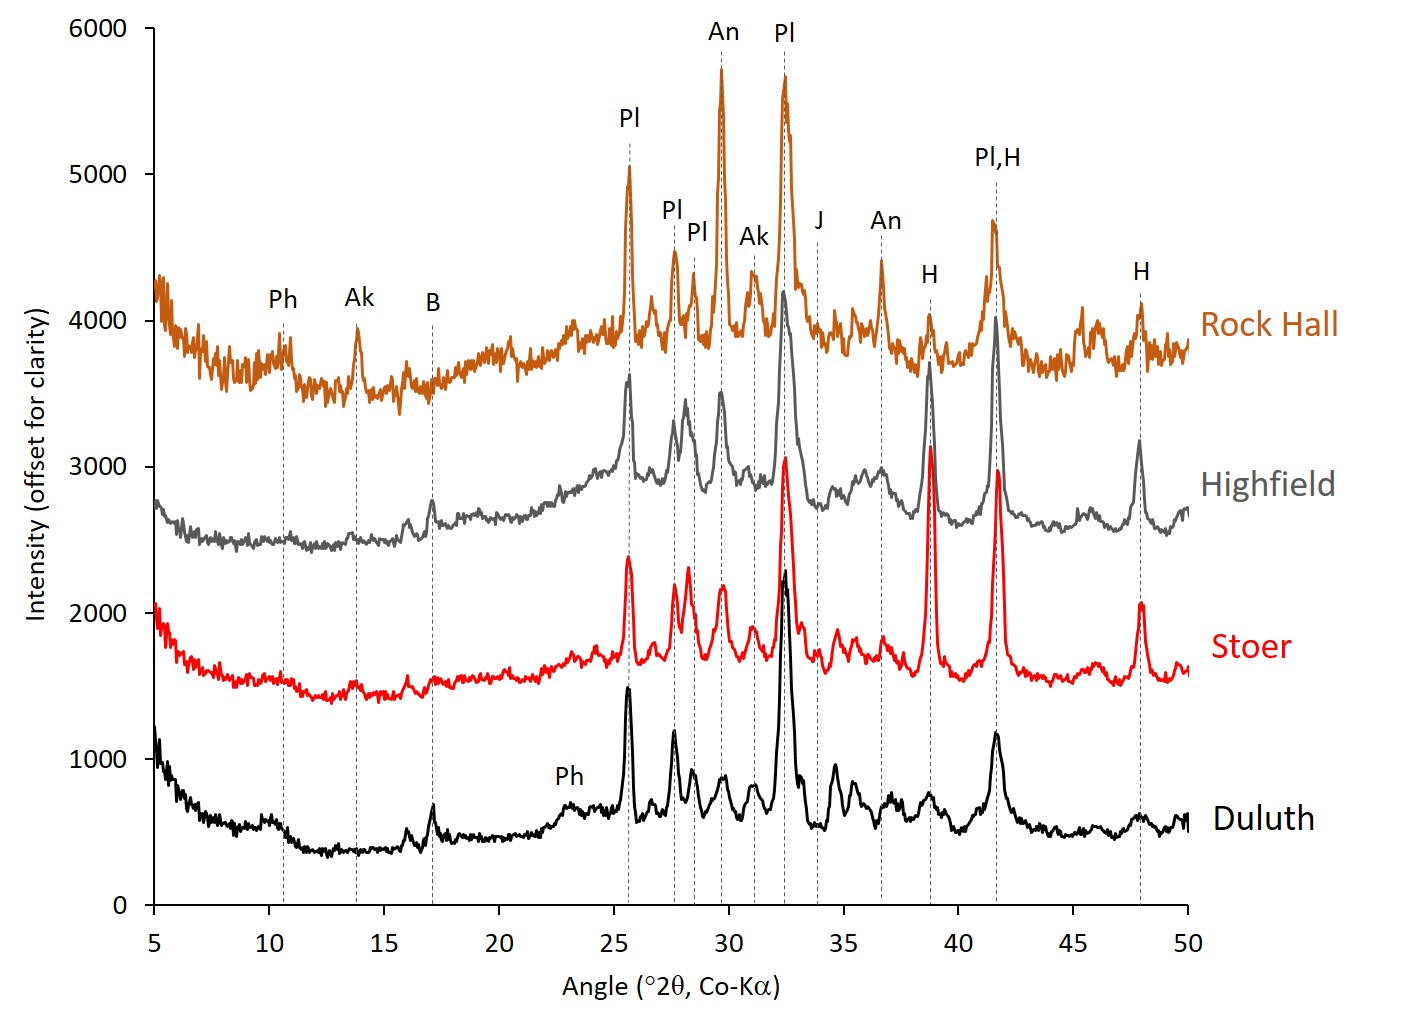 6000
5000
4000
3000
2000
1000
0
Intensity (offset for clarity)
An
Pl
Pl
Pl,H
Pl
Pl
Ak
J
An
H
H
Ph
Ak
B
Rock Hall
Highfield
Stoer
Ph
Duluth
5 10 15 20 25 30 35 40 45 50
Angle (°2θ, Co-Kα)